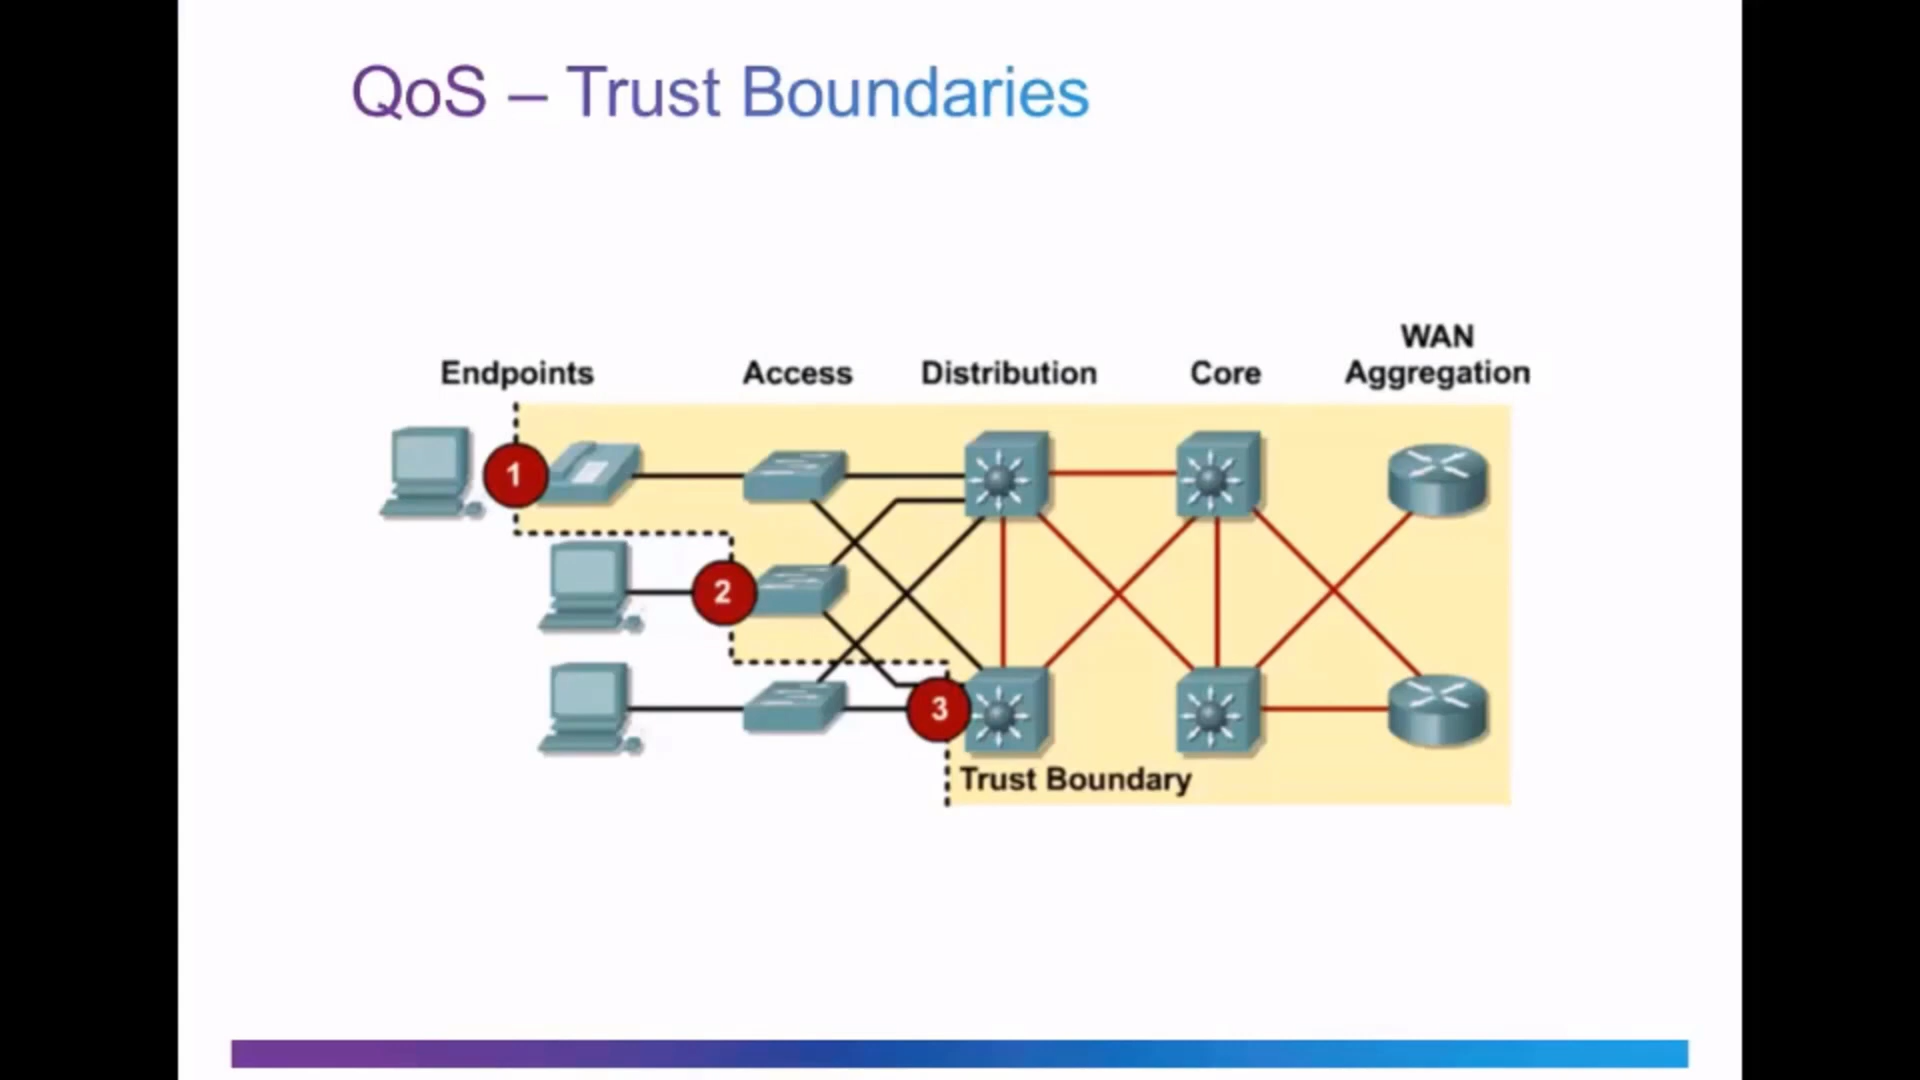 QoS – Trust Boundaries
WAN
Endpoints Access Distribution Core Aggregation
1
2
3
Trust Boundary